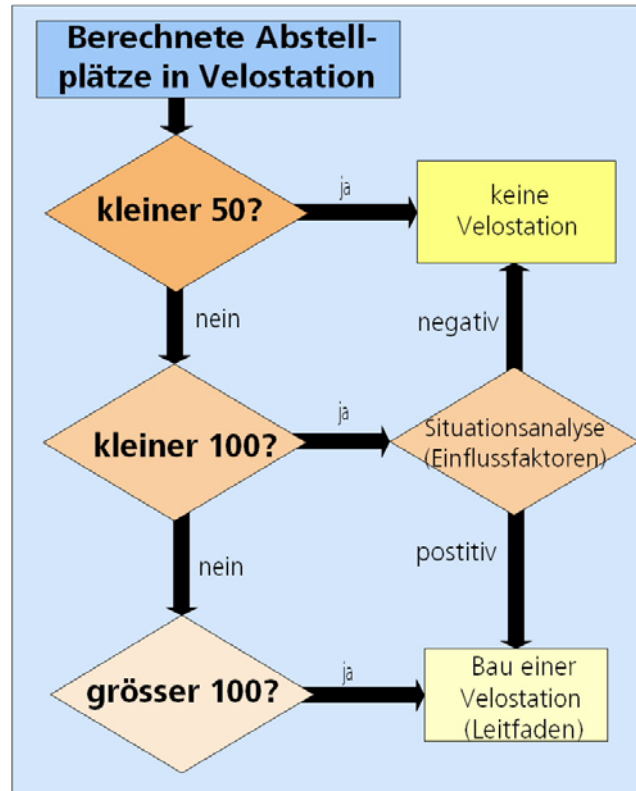 Berechnete Abstell-
plätze in Velostation
kleiner 50?
ja
keine
Velostation
nein
negativ
kleiner 100?
ja
Situationsanalyse
(Einflussfaktoren)
nein
postitiv
grösser 100?
ja
Bau einer
Velostation
(Leitfaden)